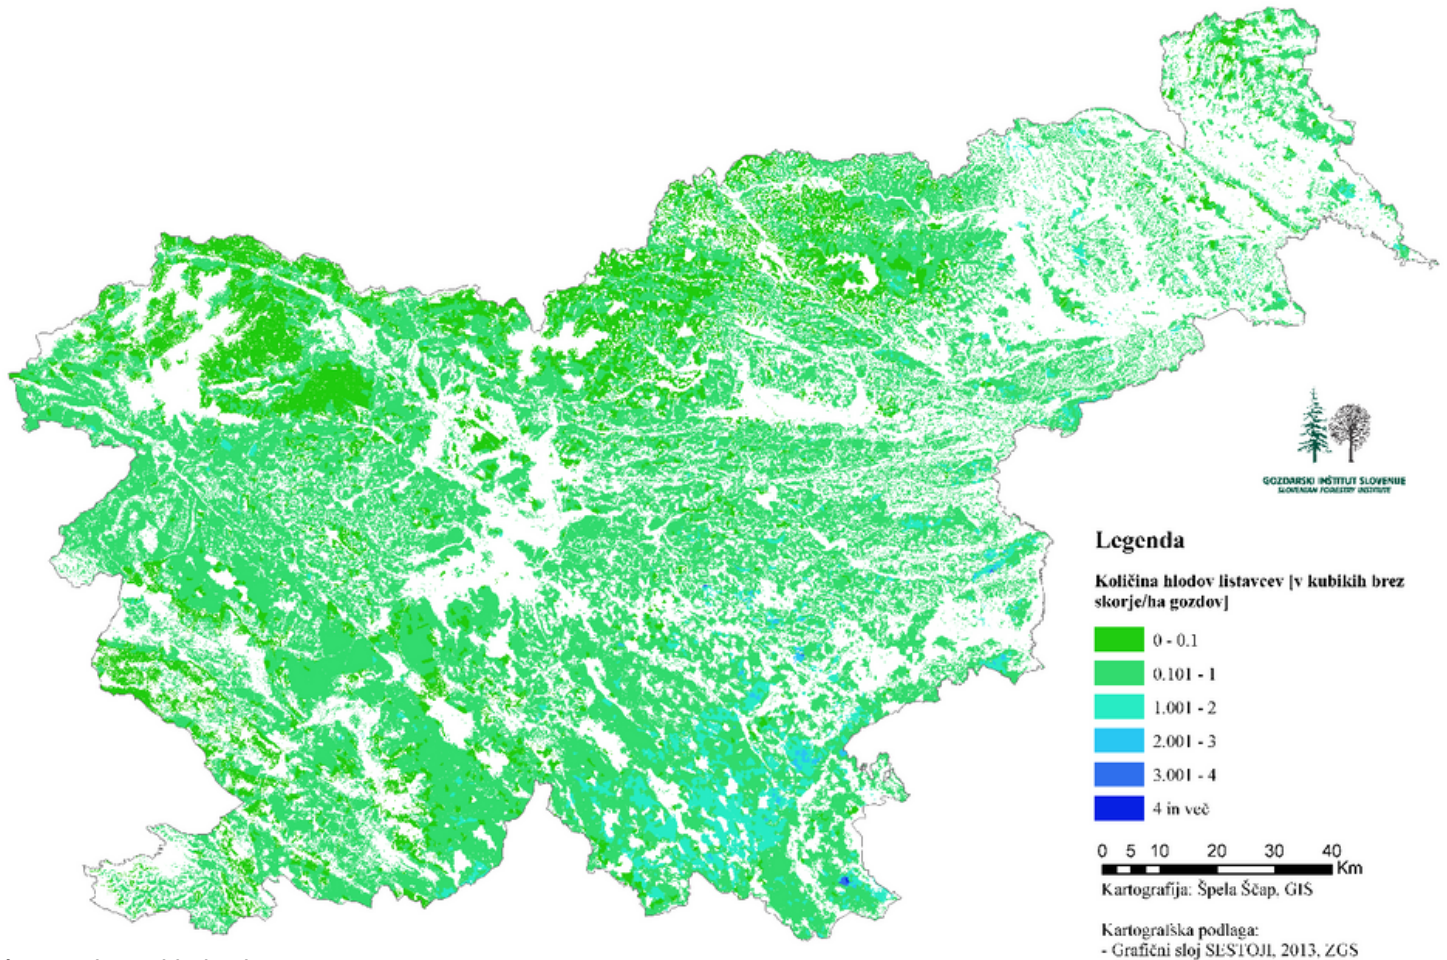 GOZDARSKI INŠTITUT SLOVENIJE
SLOVENIAN FORESTRY INSTITUTE
Legenda
Količina hlodov listavcev [v kubikih brez
skorje/ha gozdov]
0 - 0.1
0.101 - 1
1.001 - 2
2.001 - 3
3.001 - 4
4 in več
0 5 10 20 30 40
Km
Kartografija: Špela Ščap, GIS
Kartografska podlaga:
- Grafični sloj SESTOJI, 2013, ZGS